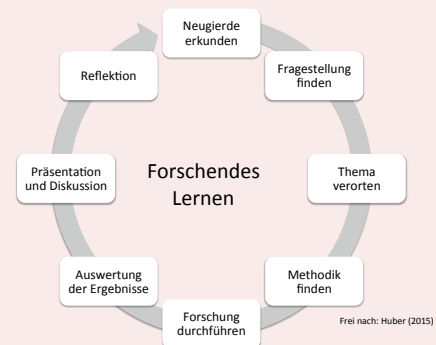 Neugierde
erkunden
Fragestellung
finden
Thema
verorten
Methodik
finden
Forschung
durchführen
Auswertung
der Ergebnisse
Präsentation
und Diskussion
Reflektion
Forschendes
Lernen
Frei nach: Huber (2015)